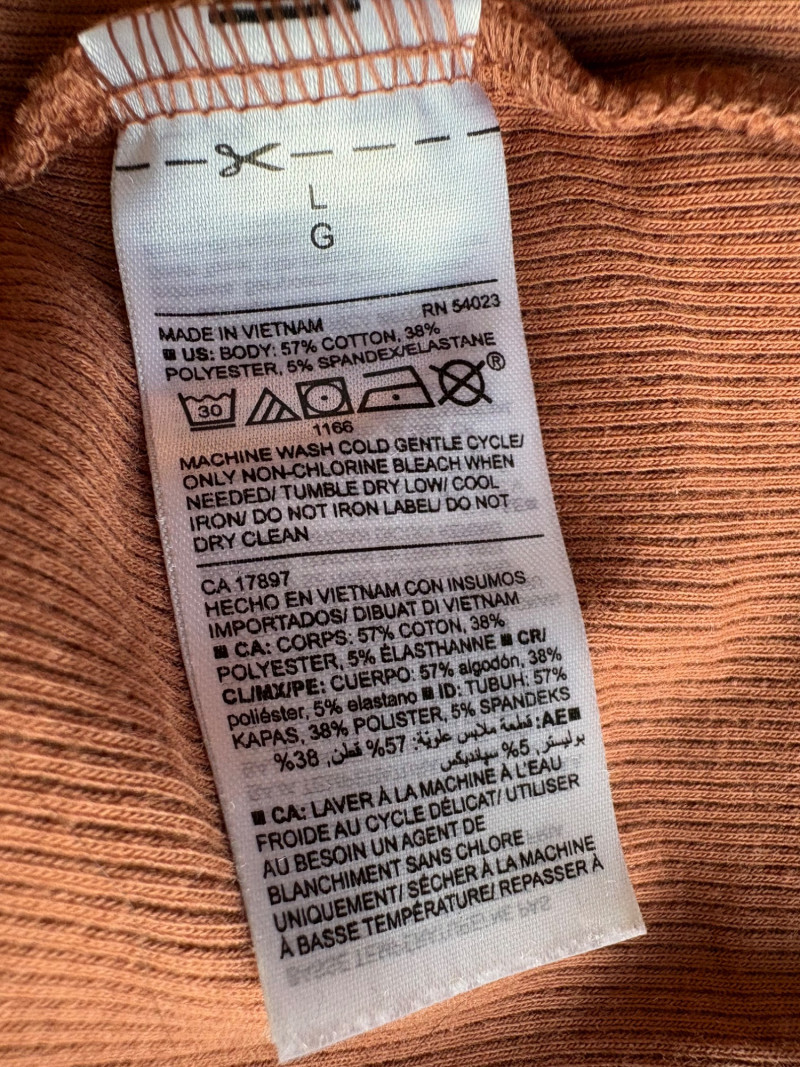 L
G
RN 54023
MADE IN VIETNAM
US: BODY: 57% COTTON, 38%
POLYESTER, 5% SPANDEX/ELASTANE
30
®
1166
MACHINE WASH COLD GENTLE CYCLE/
ONLY NON-CHLORINE BLEACH WHEN
NEEDED/ TUMBLE DRY LOW/ COOL
IRON/ DO NOT IRON LABEL/ DO NOT
DRY CLEAN
CA 17897
HECHO EN VIETNAM CON INSUMOS
IMPORTADOS/ DIBUAT DI VIETNAM
■ CA: CORPS: 57% COTON, 38%
POLYESTER, 5% ÉLASTHANNE ■ CR/
CL/MX/PE: CUERPO: 57% algodón, 38%
poliéster, 5% elastano ■ ID: TUBUH: 57%
KAPAS, 38% POLISTER, 5% SPANDEKS
■AE: قطعة ملابس علوية: 57% قطن, 38%
بوليستر, 5% سپانديكس
■ CA: LAVER À LA MACHINE À L'EAU
FROIDE AU CYCLE DÉLICAT/ UTILISER
AU BESOIN UN AGENT DE
BLANCHIMENT SANS CHLORE
UNIQUEMENT/ SÉCHER À LA MACHINE
À BASSE TEMPÉRATURE/ REPASSER À